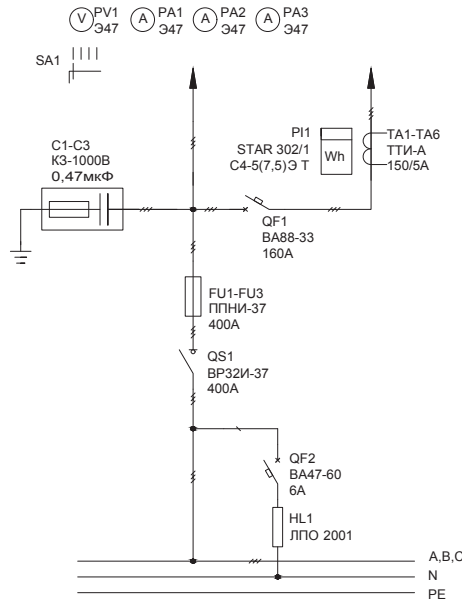 V PV1 A PA1 A PA2 A PA3
Э47 Э47 Э47 Э47
SA1
C1-C3
КЗ-1000В
0,47мкФ
PI1
STAR 302/1
С4-5(7,5)Э Т
Wh
TA1-TA6
ТТИ-А
150/5А
QF1
ВА88-33
160А
FU1-FU3
ППНИ-37
400А
QS1
ВР32И-37
400А
QF2
ВА47-60
6А
HL1
ЛПО 2001
A,B,C
N
PE